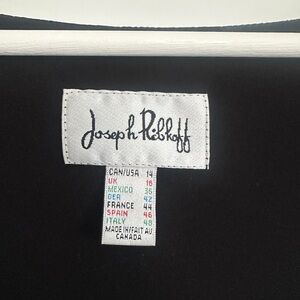 Joseph Ribkoff
CAN/USA 14
UK 16
MEXICO 36
GER 42
FRANCE 44
SPAIN 46
ITALY 48
MADE IN/FAIT AU
CANADA